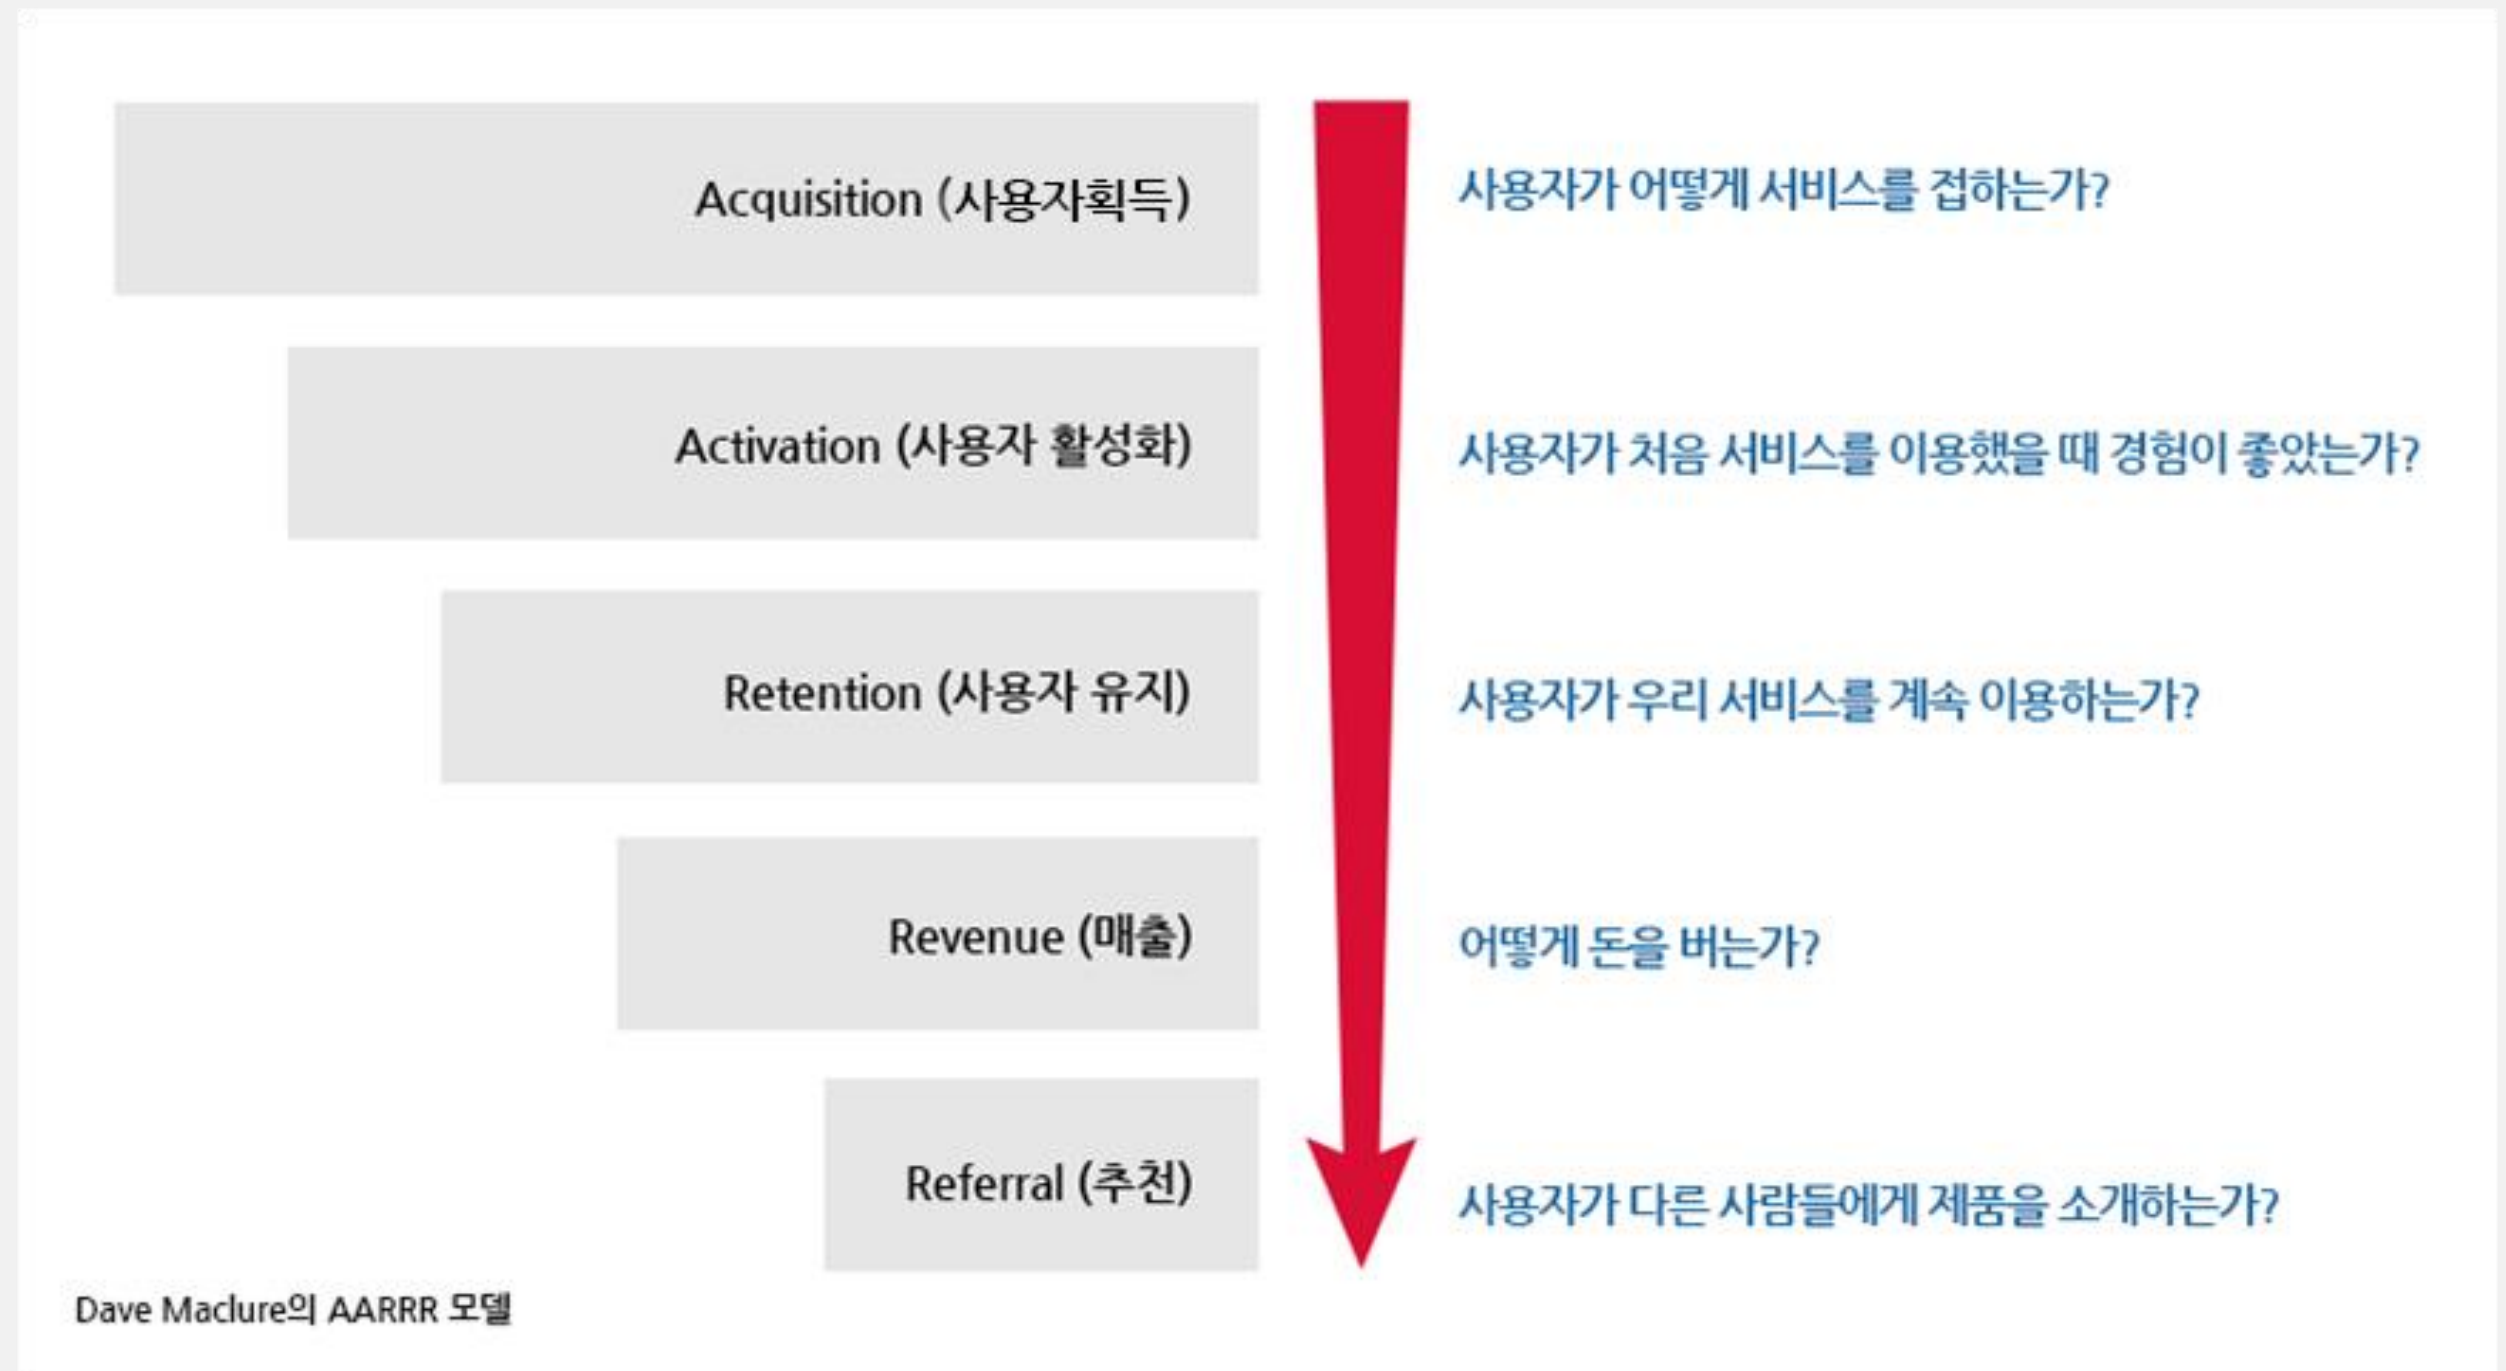 Acquisition (사용자획득)
사용자가 어떻게 서비스를 접하는가?
Activation (사용자 활성화)
사용자가 처음 서비스를 이용했을 때 경험이 좋았는가?
Retention (사용자 유지)
사용자가 우리 서비스를 계속 이용하는가?
Revenue (매출)
어떻게 돈을 버는가?
Referral (추천)
사용자가 다른 사람들에게 제품을 소개하는가?
Dave Maclure의 AARRR 모델